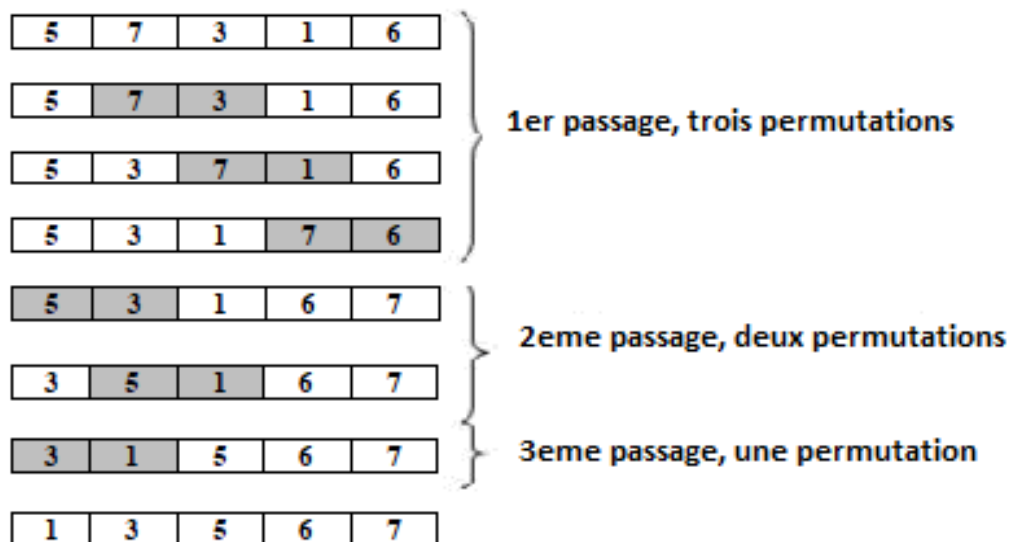 5 7 3 1 6
5 7 3 1 6
1er passage, trois permutations
5 3 7 1 6
5 3 1 7 6
5 3 1 6 7
2eme passage, deux permutations
3 5 1 6 7
3 1 5 6 7
3eme passage, une permutation
1 3 5 6 7